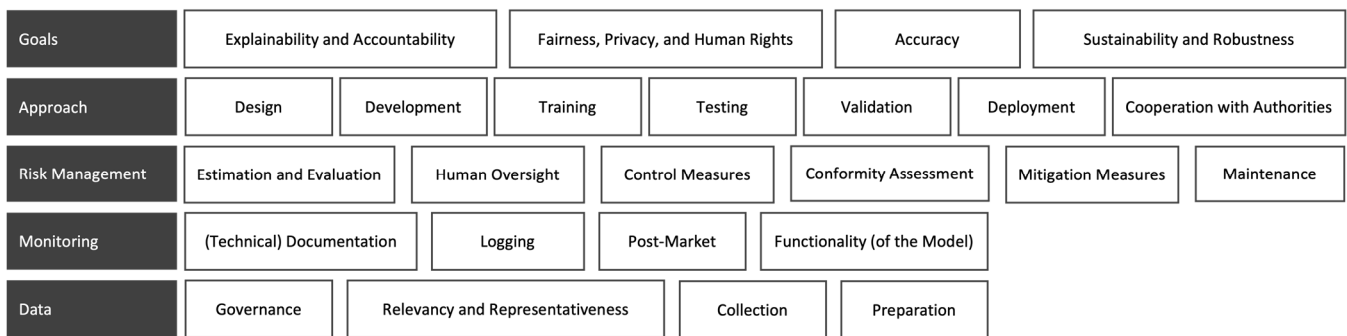 Goals
Explainability and Accountability
Fairness, Privacy, and Human Rights
Accuracy
Sustainability and Robustness
Approach
Design
Development
Training
Testing
Validation
Deployment
Cooperation with Authorities
Risk Management
Estimation and Evaluation
Human Oversight
Control Measures
Conformity Assessment
Mitigation Measures
Maintenance
Monitoring
(Technical) Documentation
Logging
Post-Market
Functionality (of the Model)
Data
Governance
Relevancy and Representativeness
Collection
Preparation